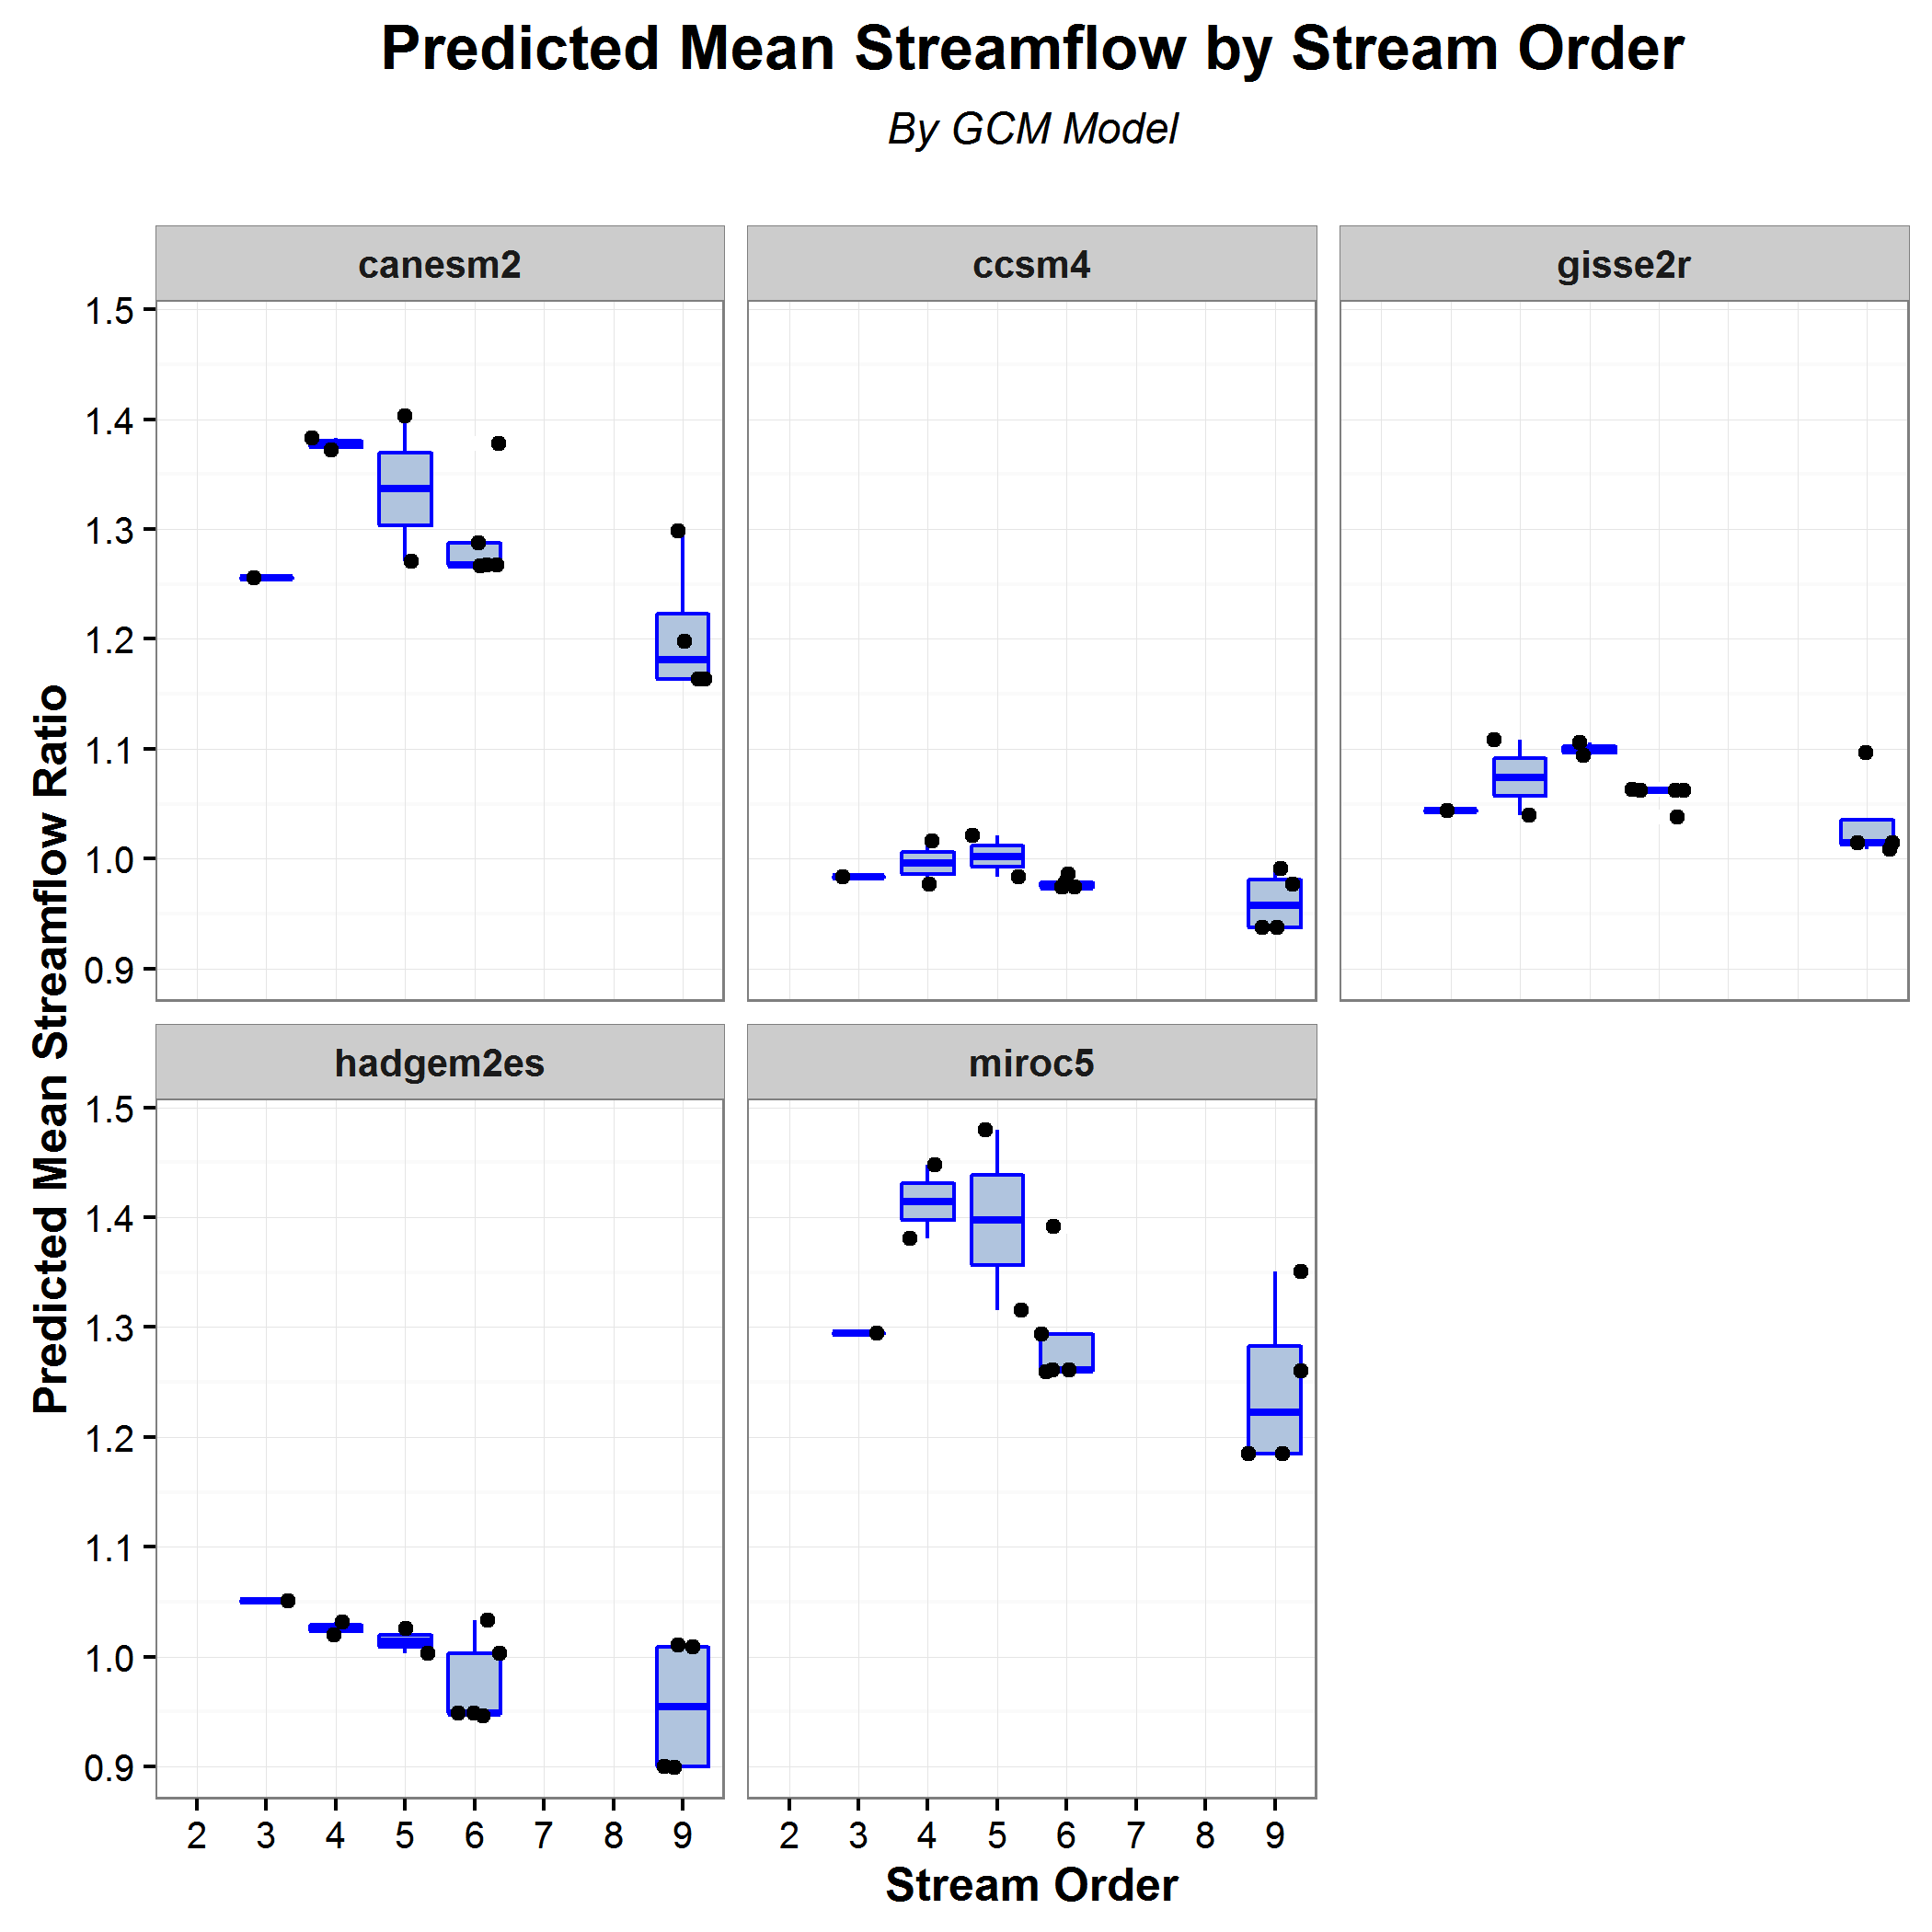 Predicted Mean Streamflow by Stream Order
By GCM Model
canesm2 ccsm4 gisse2r
1.5
1.4
1.3
1.2
1.1
1.0
0.9
Predicted Mean Streamflow Ratio
hadgem2es miroc5
1.5
1.4
1.3
1.2
1.1
1.0
0.9
2 3 4 5 6 7 8 9 2 3 4 5 6 7 8 9
Stream Order